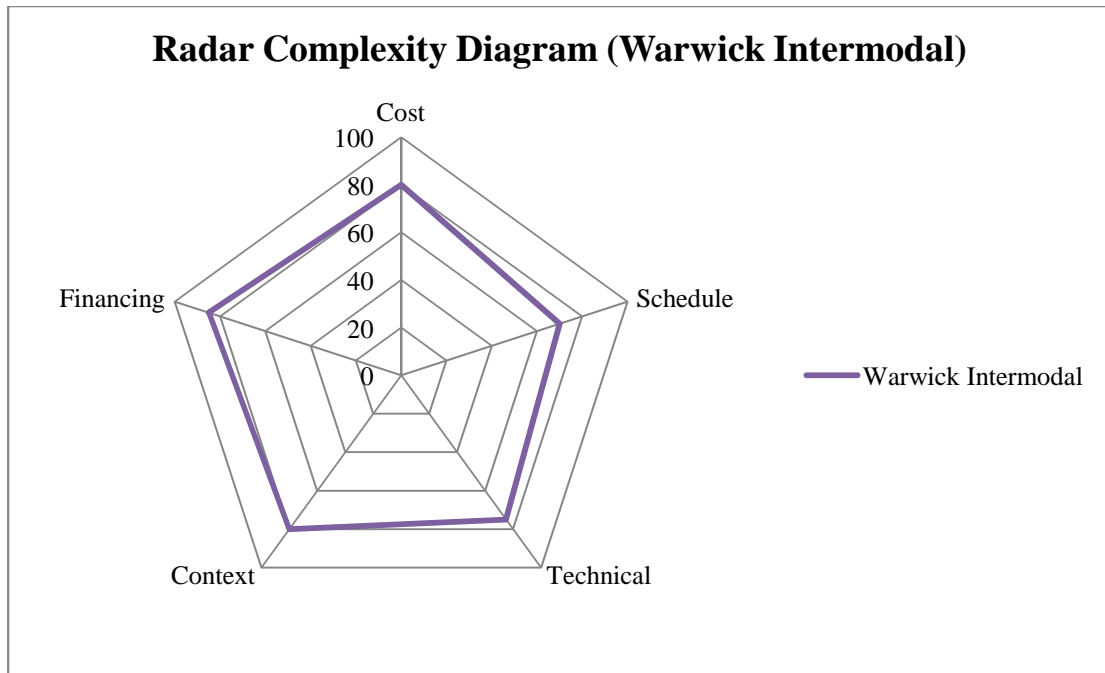 Radar Complexity Diagram (Warwick Intermodal)
Cost
100
80
60
40
20
0
Financing
Schedule
Context
Technical
Warwick Intermodal